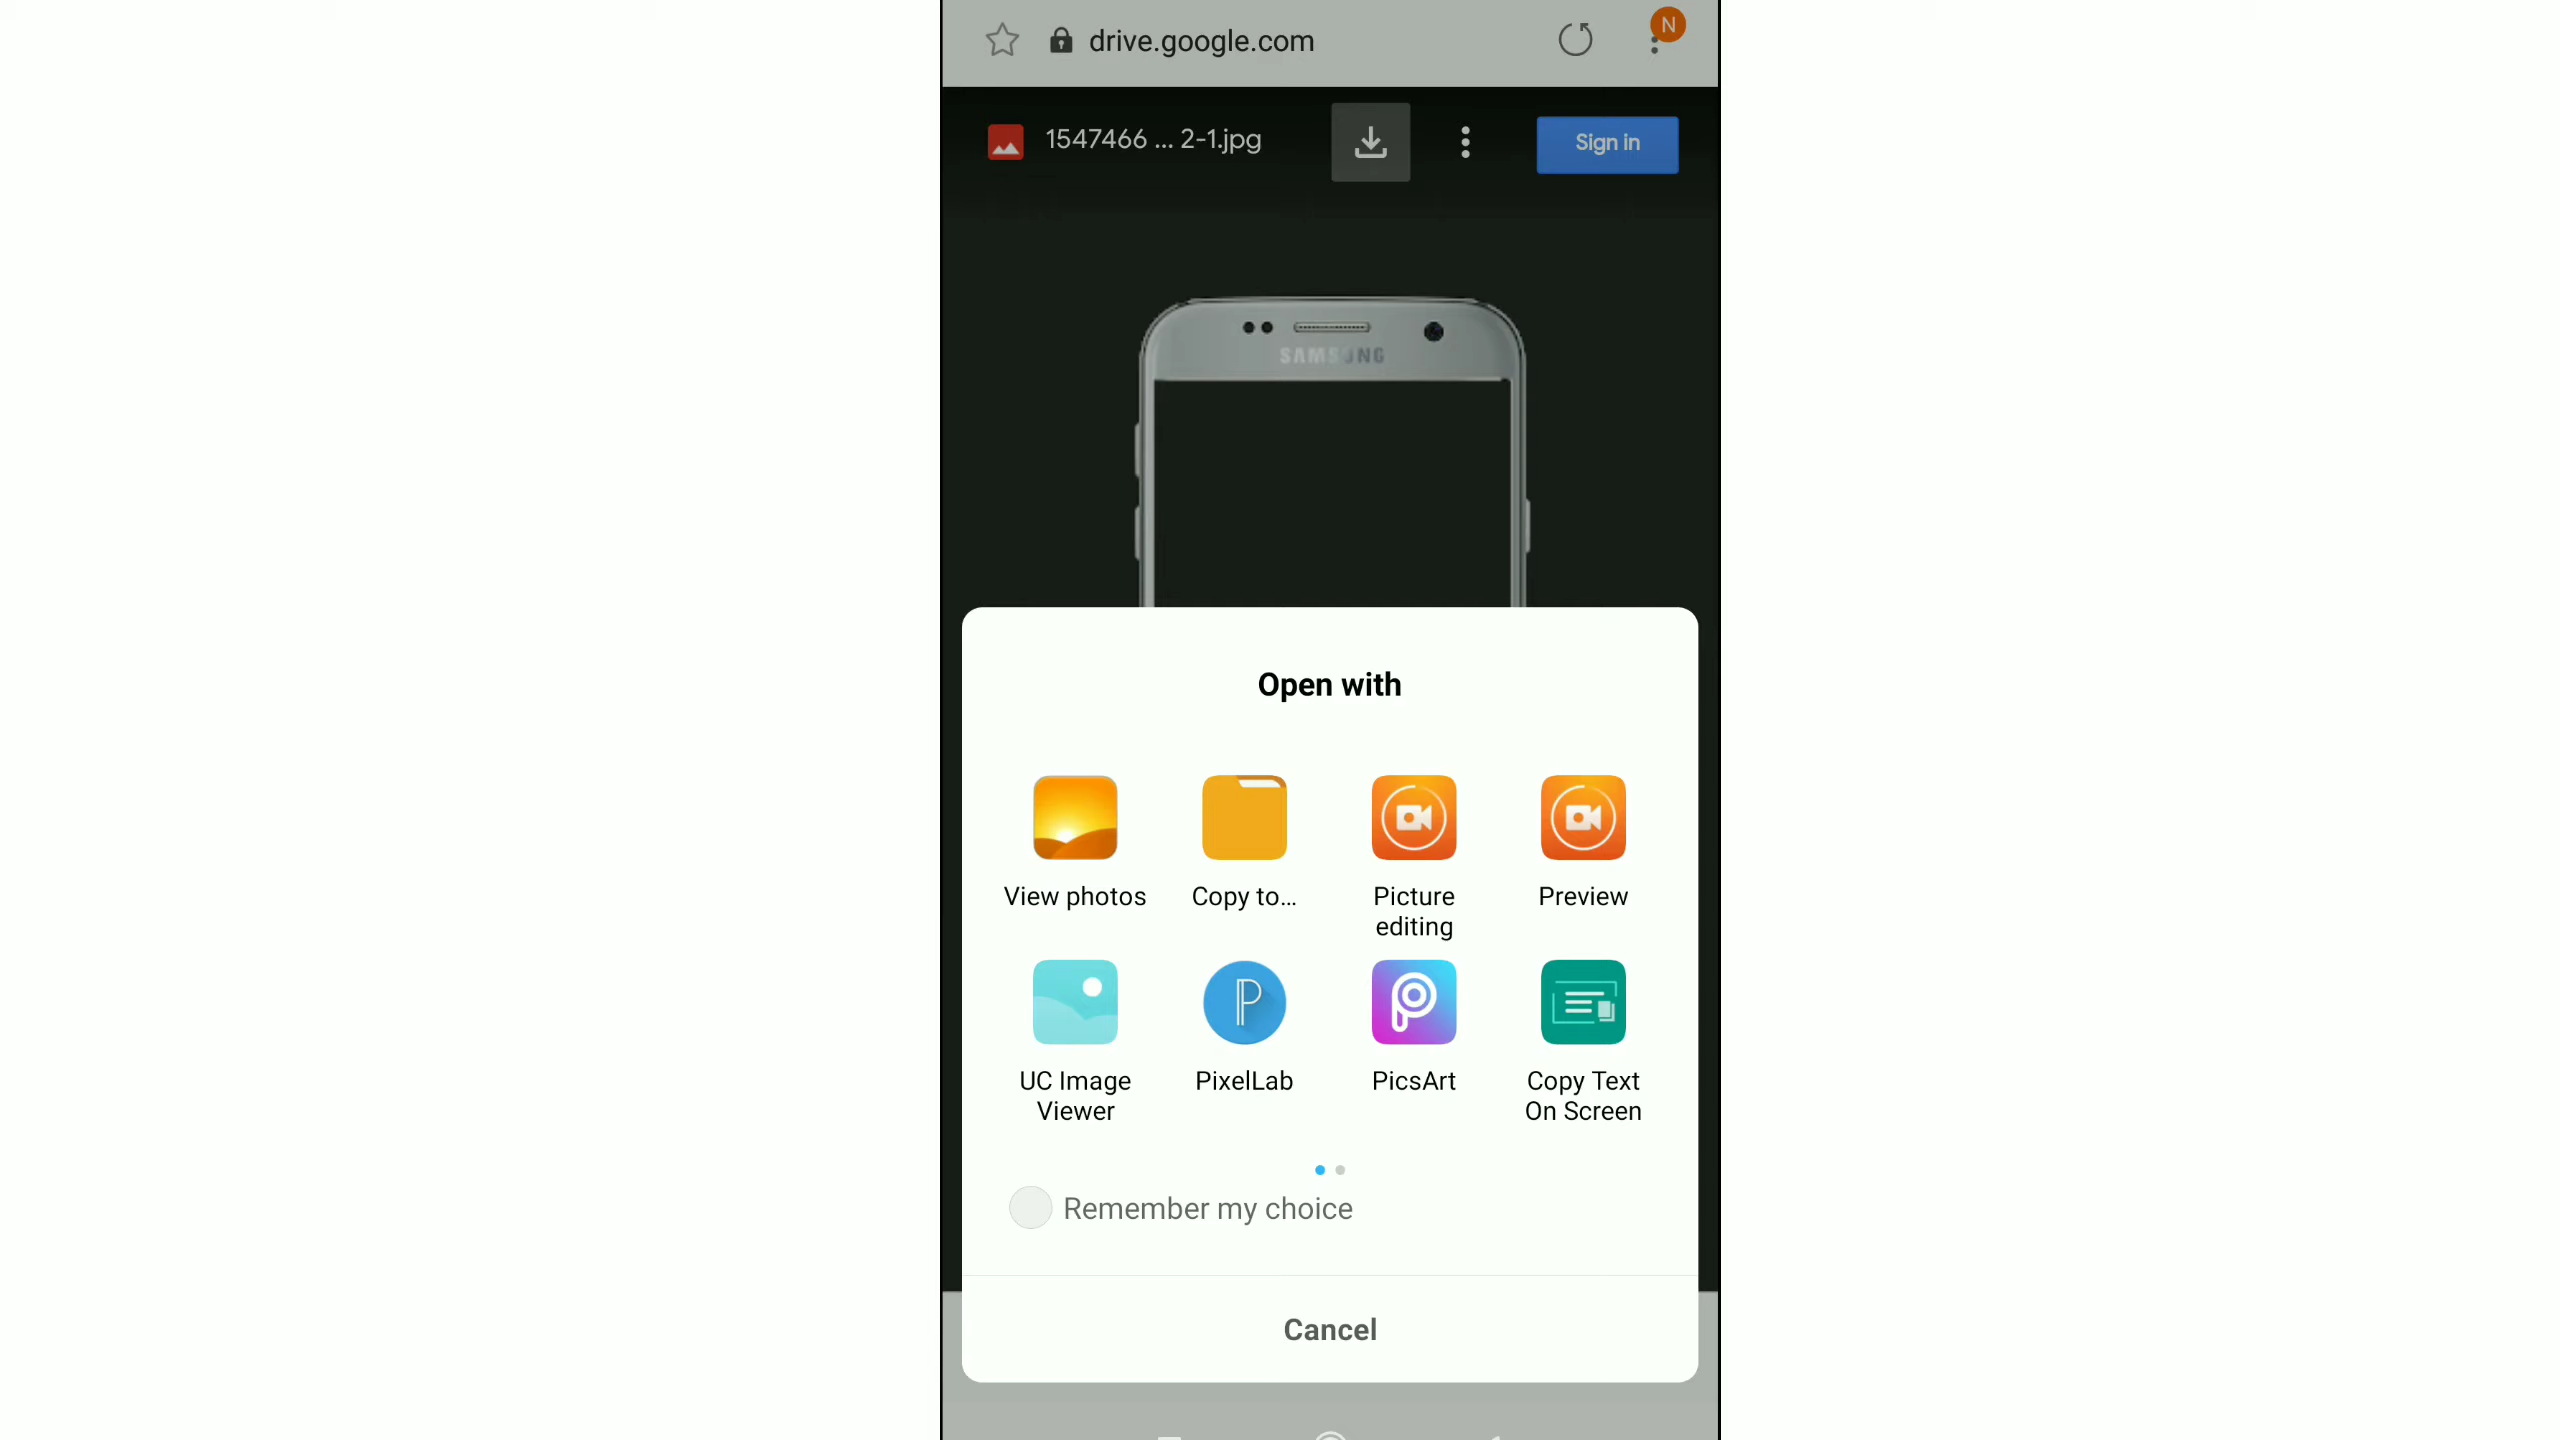 drive.google.com
N
1547466 ... 2-1.jpg
Sign in
SAMSUNG
Open with
View photos
Copy to...
Picture
editing
Preview
UC Image
Viewer
PixelLab
PicsArt
Copy Text
On Screen
Remember my choice
Cancel